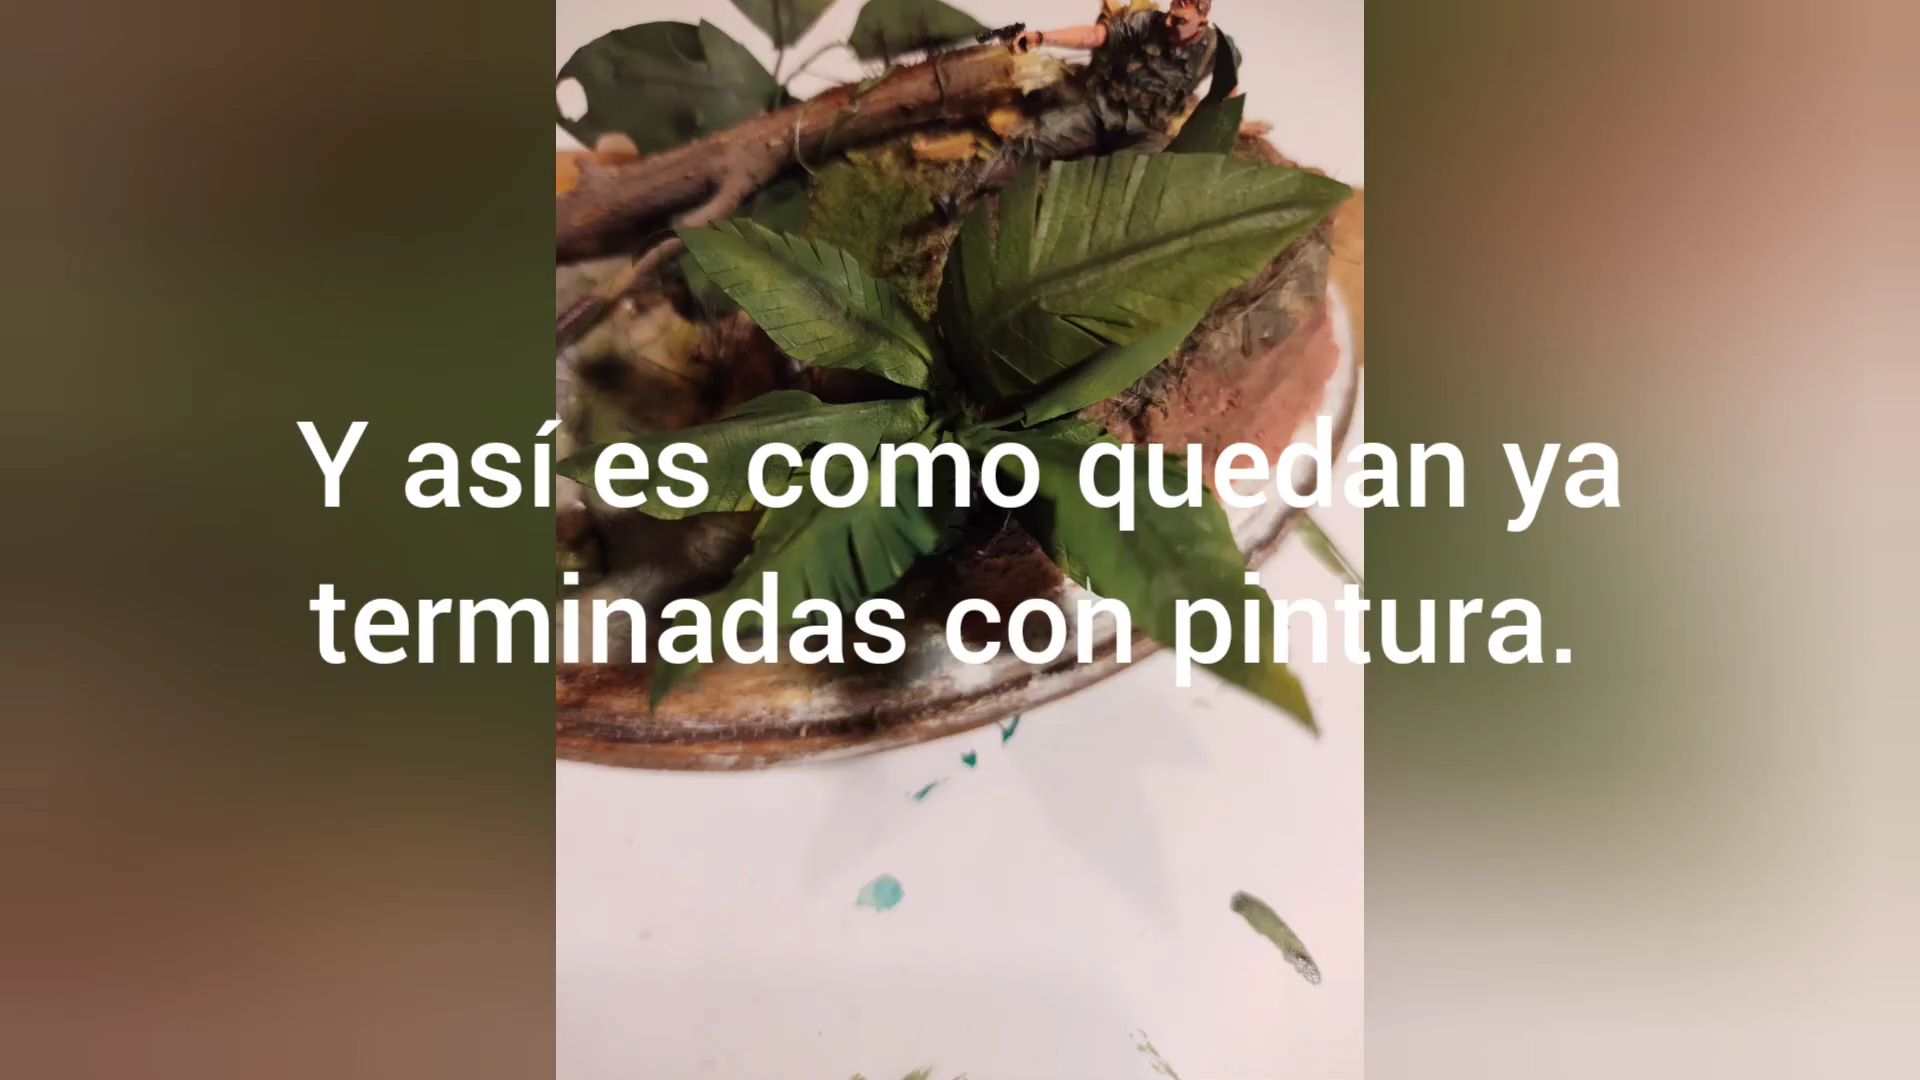 Y así es como quedan ya
terminadas con pintura.